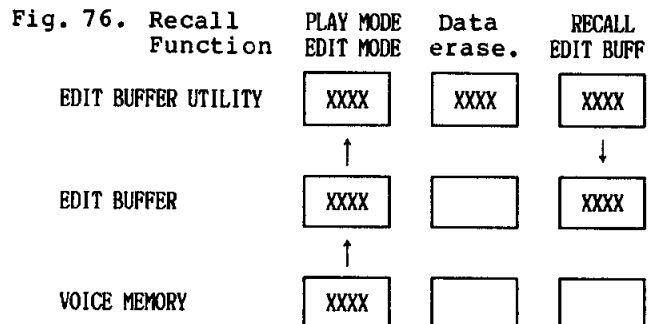 Fig. 76. Recall PLAY MODE Data RECALL
Function EDIT MODE erase. EDIT BUFF
EDIT BUFFER UTILITY XXXX XXXX XXXX
↑ ↓
EDIT BUFFER XXXX XXXX
↑
VOICE MEMORY XXXX